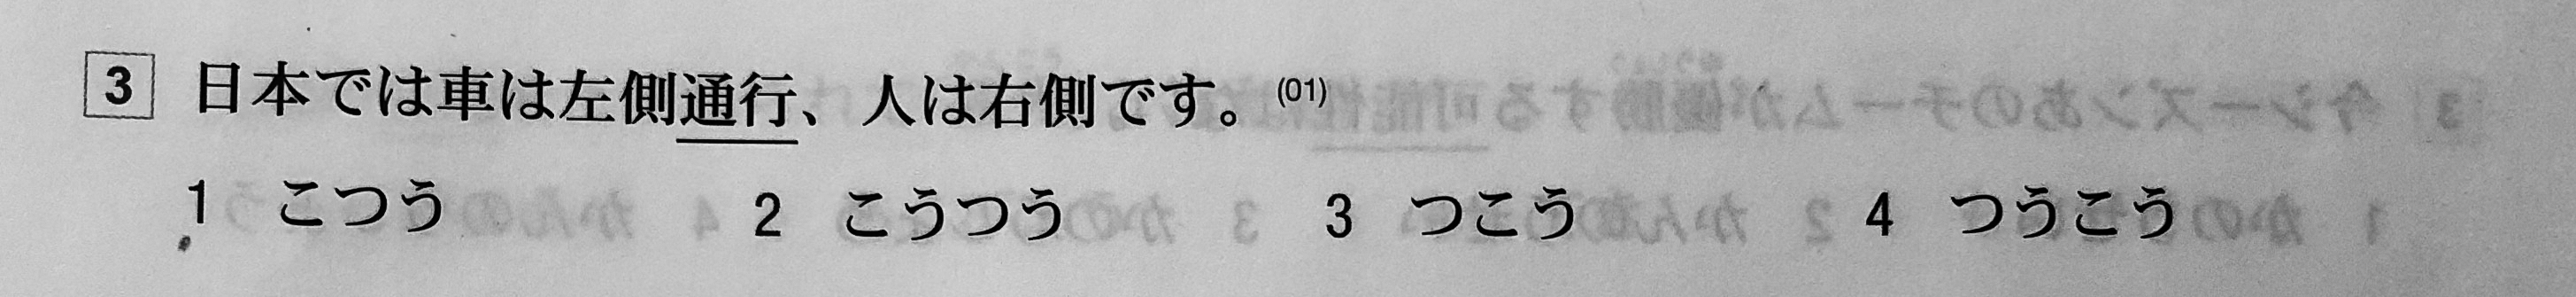 3 日本では車は左側通行、人は右側です。(01)
1 こつう 2 こうつう 3 つこう 4 つうこう